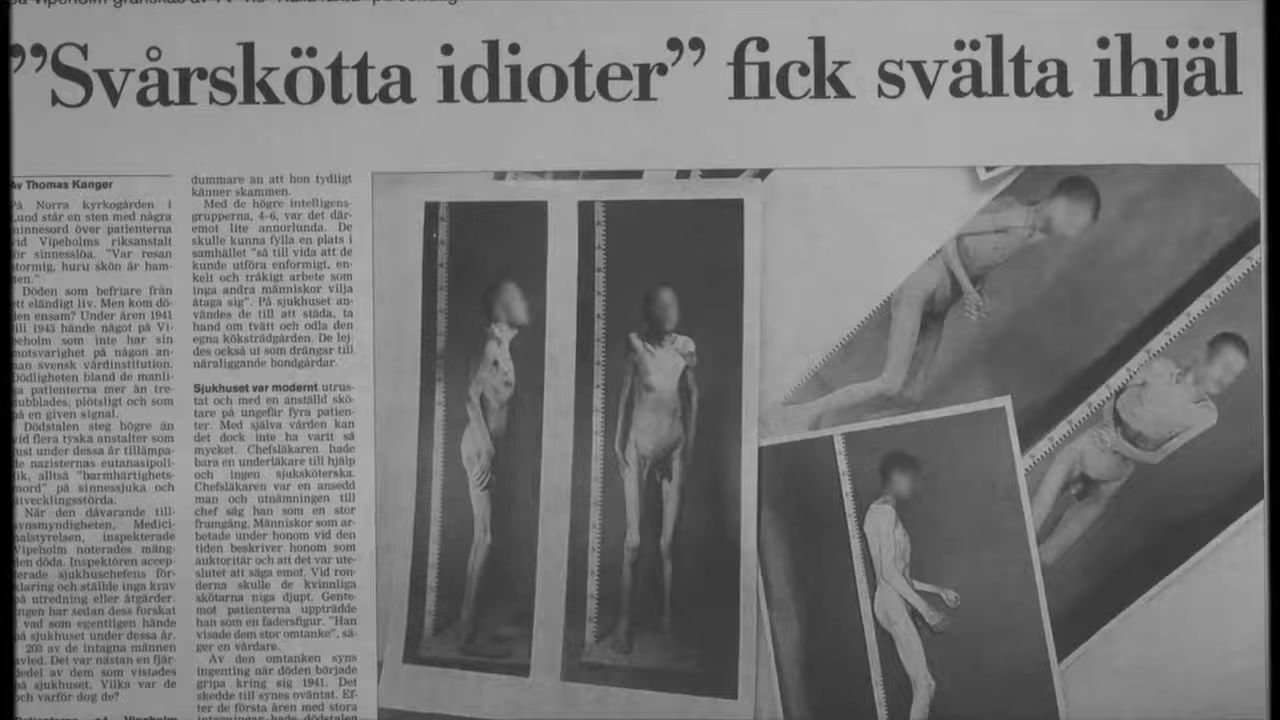 "Svårskötta idioter" fick svälta ihjäl
Av Thomas Kanger
På Norra kyrkogården i
Lund står en sten med några
minnesord över patienterna
vid Vipeholms riksanstalt
för sinnesslöa. "Var resan
stormig, huru skön är ham-
nen."
Döden som befriare från
ett eländigt liv. Men kom dö-
den ensam? Under åren 1941
till 1943 hände något på Vi-
peholm som inte har sin
motsvarighet på någon an-
nan svensk vårdinstitution.
Dödligheten bland de manli-
ga patienterna mer än tre-
dubblades, plötsligt och som
på en given signal.
Dödstalen steg högre än
vid flera tyska anstalter som
just under dessa år tillämpa-
de nazisternas eutanasipoli-
tik, alltså "barmhärtighets-
mord" på sinnessjuka och
utvecklingsstörda.
När den dåvarande till-
synsmyndigheten, Medici-
nalstyrelsen, inspekterade
Vipeholm noterades mäng-
den döda. Inspektören accep-
terade sjukhuschefens för-
klaring och ställde inga krav
på utredning eller åtgärder.
Ingen har sedan dess forskat
i vad som egentligen hände
på sjukhuset under dessa år.
203 av de intagna männen
avled. Det var nästan en fjär-
dedel av dem som vistades
på sjukhuset. Vilka var de
och varför dog de?
dummare än att hon tydligt
känner skammen.
Med de högre intelligens-
grupperna, 4-6, var det där-
emot lite annorlunda. De
skulle kunna fylla en plats i
samhället "så till vida att de
kunde utföra enformigt, en-
kelt och tråkigt arbete som
inga andra människor vilja
åtaga sig". På sjukhuset an-
vändes de till att städa, ta
hand om tvätt och odla den
egna köksträdgården. De lej-
des också ut som drängar till
näraliggande bondgårdar.
Sjukhuset var modernt utrus-
tat och med en anställd skö-
tare på ungefär fyra patien-
ter. Med själva vården kan
det dock inte ha varit så
mycket. Chefsläkaren hade
bara en underläkare till hjälp
och ingen sjuksköterska.
Chefsläkaren var en ansedd
man och utnämningen till
chef såg han som en stor
framgång. Människor som ar-
betade under honom vid den
tiden beskriver honom som
auktoritär och att det var ute-
slutet att säga emot. Vid ron-
derna skulle de kvinnliga
skötarna niga djupt. Gente-
mot patienterna uppträdde
han som en fadersfigur. "Han
visade dem stor omtanke", sä-
ger en vårdare.
Av den omtanken syns
ingenting när döden började
gripa kring sig 1941. Det
skedde till synes oväntat. Ef-
ter de första åren med stora